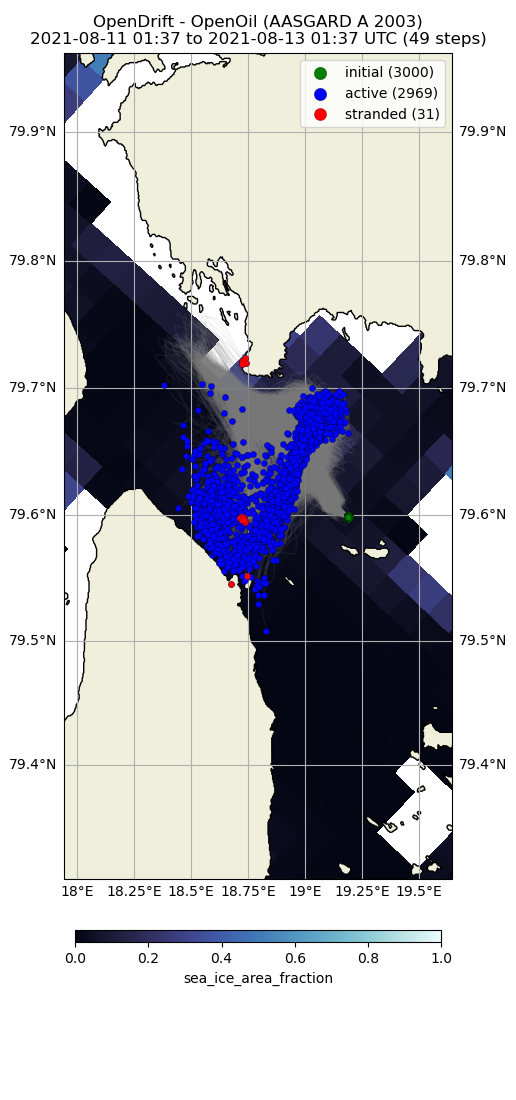 OpenDrift - OpenOil (AASGARD A 2003)
2021-08-11 01:37 to 2021-08-13 01:37 UTC (49 steps)
initial (3000)
active (2969)
stranded (31)
79.9°N 79.9°N
79.8°N 79.8°N
79.7°N 79.7°N
79.6°N 79.6°N
79.5°N 79.5°N
79.4°N 79.4°N
18°E 18.25°E 18.5°E 18.75°E 19°E 19.25°E 19.5°E
0.0 0.2 0.4 0.6 0.8 1.0
sea_ice_area_fraction